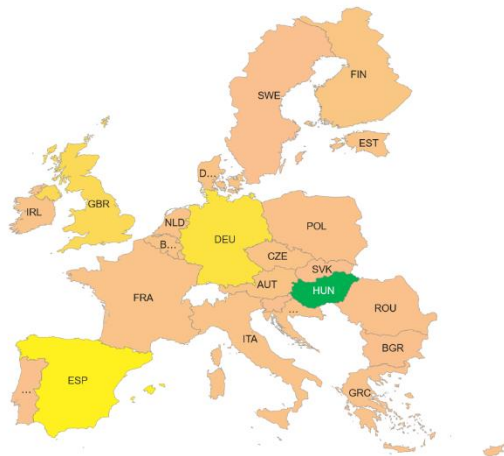 FIN
SWE
EST
D...
IRL
GBR
NLD
DEU
POL
B...
CZE
SVK
FRA
AUT
HUN
...
ROU
ITA
BGR
ESP
...
GRC